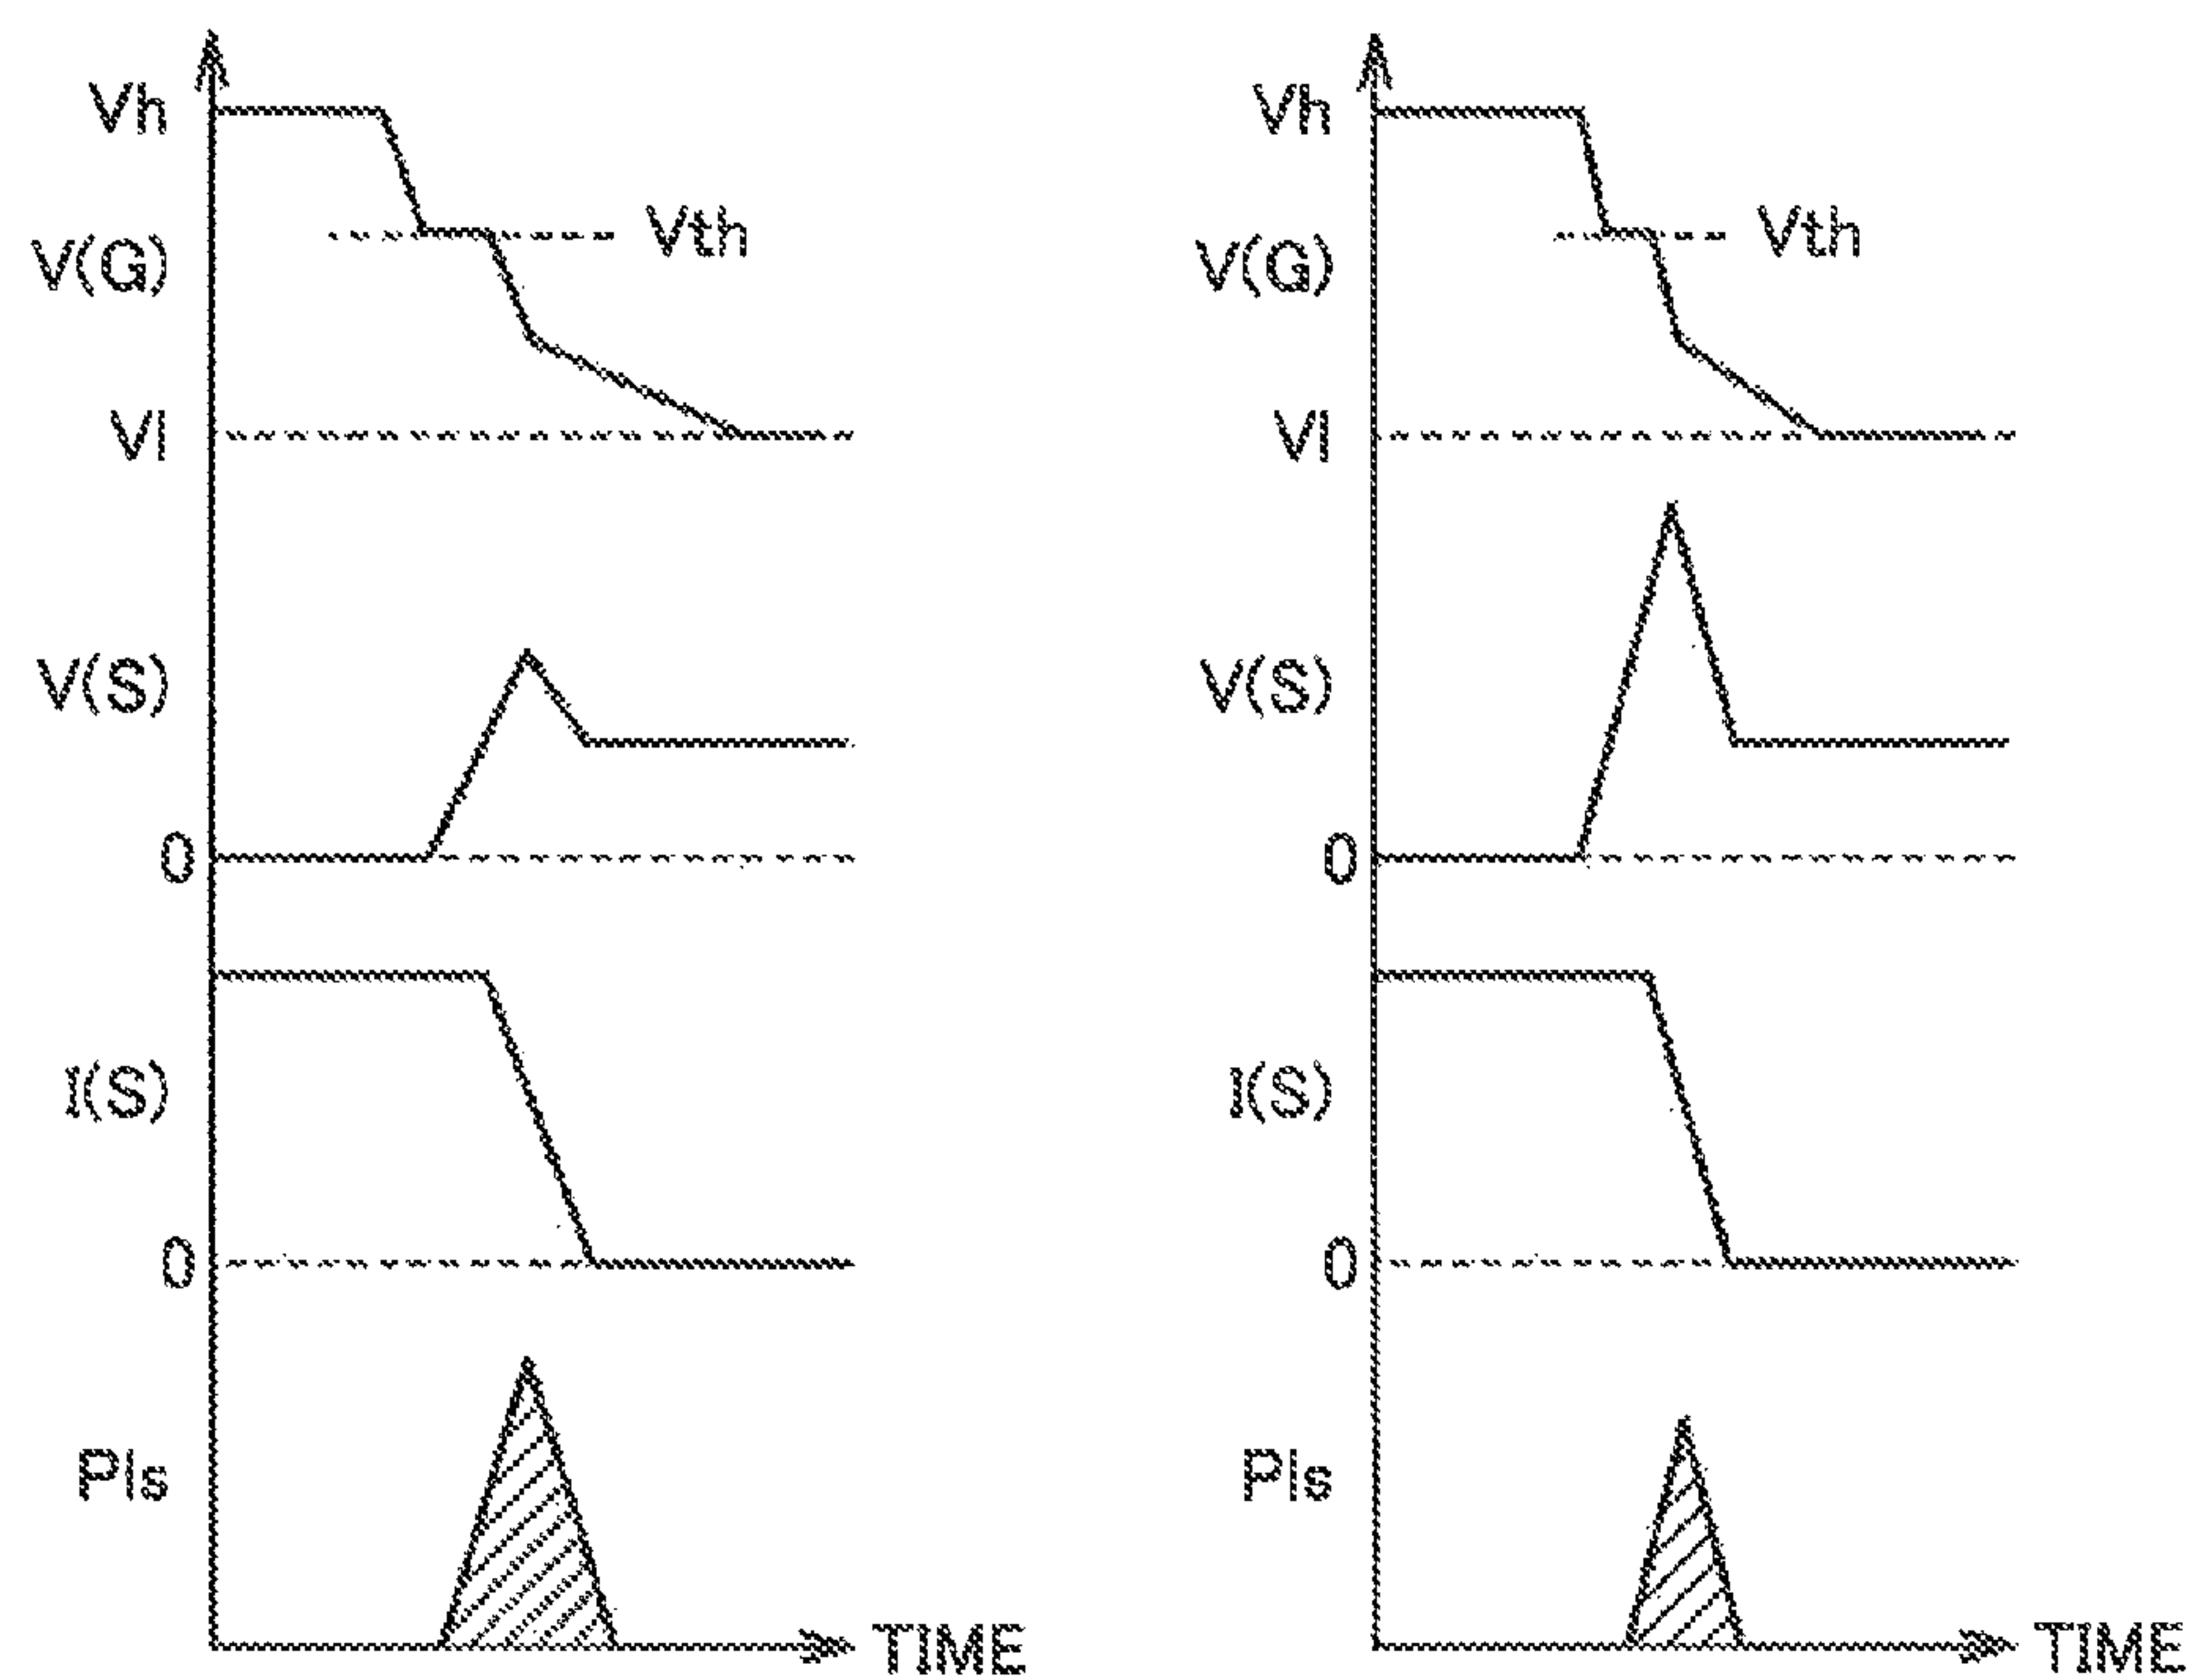 Vh
Vth
V(G)
Vl
V(S)
0
I(S)
0
Pls
TIME
Vh
Vth
V(G)
Vl
V(S)
0
I(S)
0
Pls
TIME